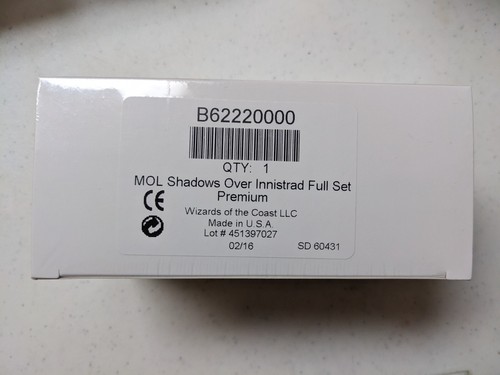 B62220000
QTY: 1
MOL Shadows Over Innistrad Full Set
Premium
CE
Wizards of the Coast LLC
Made in U.S.A.
Lot # 451397027
02/16 SD 60431